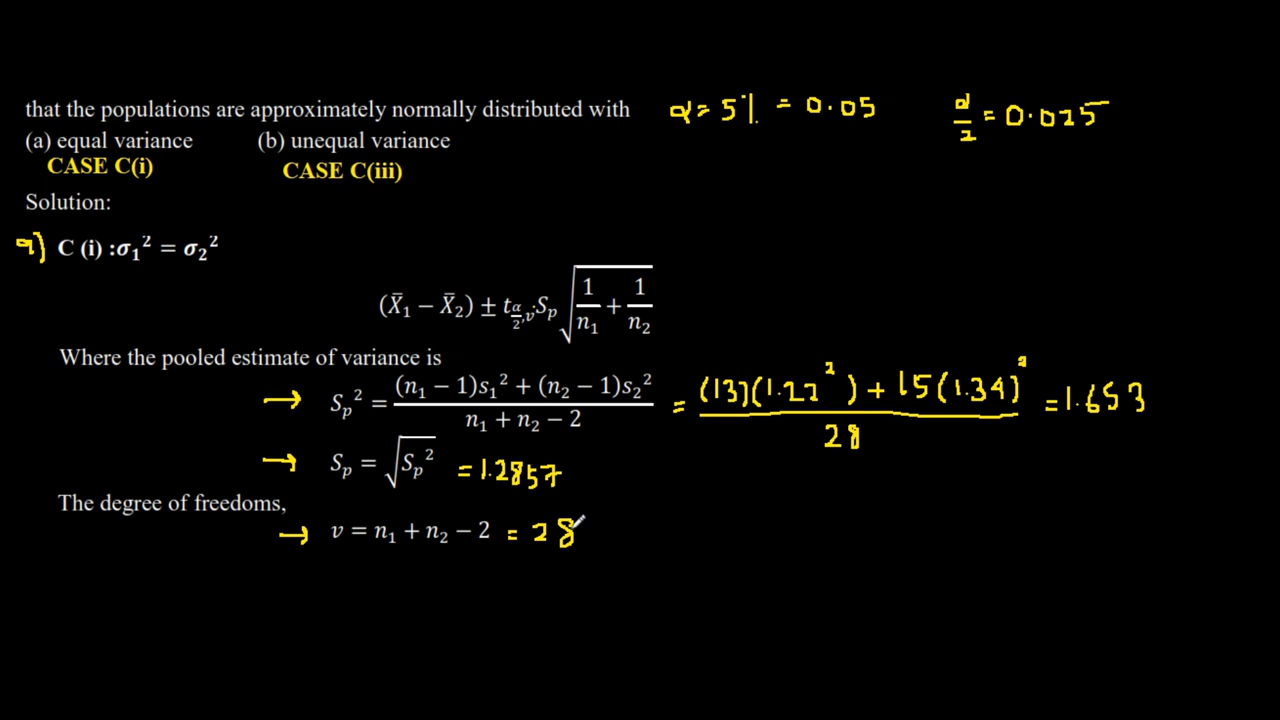 that the populations are approximately normally distributed with α = 5% = 0.05 α/2 = 0.025
(a) equal variance (b) unequal variance
CASE C(i) CASE C(iii)
Solution:
a) C (i) :σ₁² = σ₂²
(X̄₁ − X̄₂) ± t_{α/2,v}.S_p √(1/n₁ + 1/n₂)
Where the pooled estimate of variance is
→ S_p² = ((n₁ − 1)s₁² + (n₂ − 1)s₂²)/(n₁ + n₂ − 2) = ((13)(1.22²) + 15(1.34)²)/28 = 1.653
→ S_p = √(S_p²) = 1.2857
The degree of freedoms,
→ v = n₁ + n₂ − 2 = 28